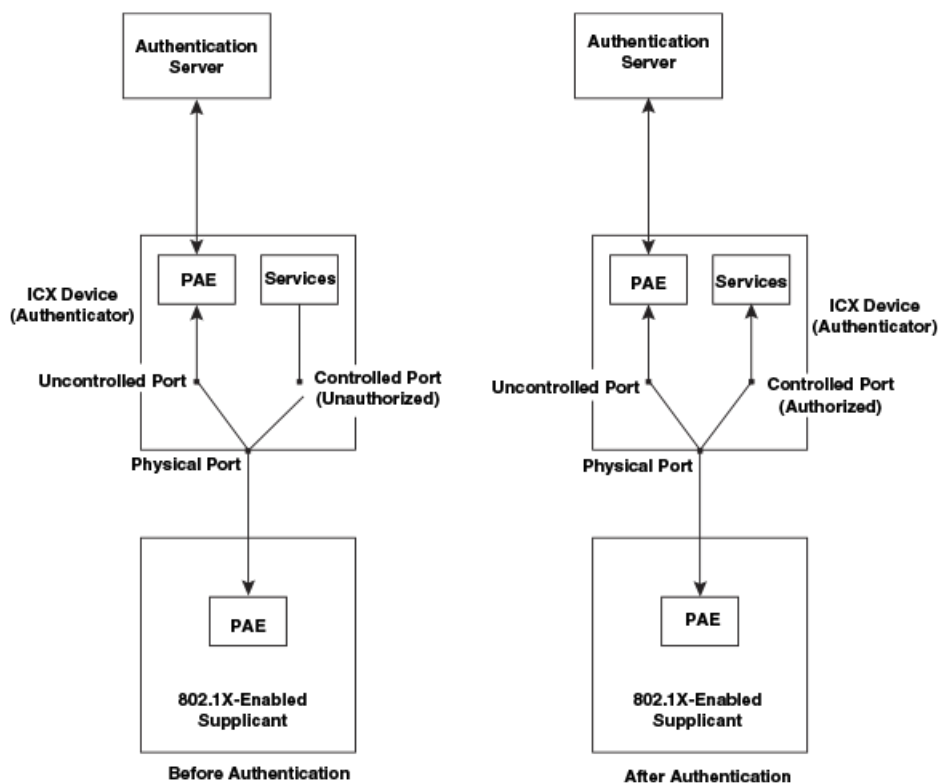 Authentication
Server
PAE
Services
ICX Device
(Authenticator)
Uncontrolled Port
Controlled Port
(Unauthorized)
Physical Port
PAE
802.1X-Enabled
Supplicant
Before Authentication
Authentication
Server
PAE
Services
ICX Device
(Authenticator)
Uncontrolled Port
Controlled Port
(Authorized)
Physical Port
PAE
802.1X-Enabled
Supplicant
After Authentication